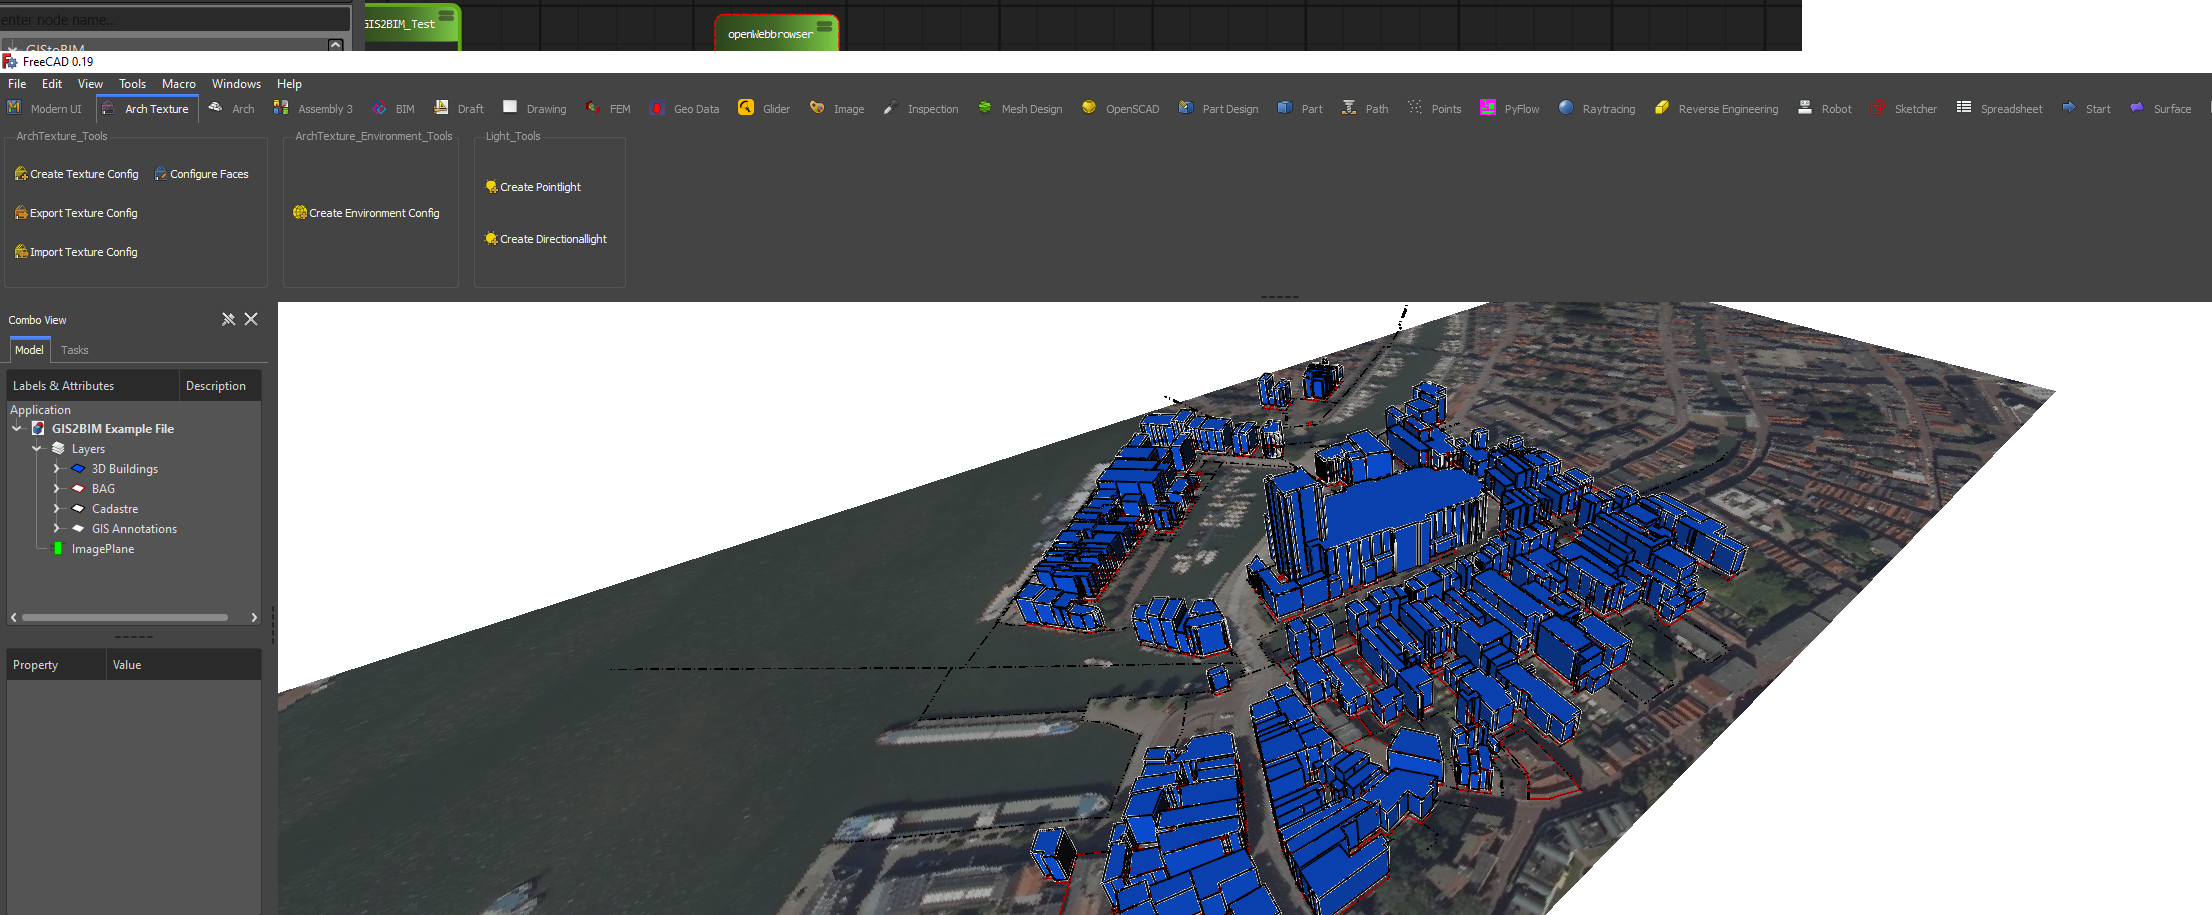 enter node name..
GIStoBIM
GIS2BIM_Test
openWebbrowser
FreeCAD 0.19
File Edit View Tools Macro Windows Help
Modern UI Arch Texture Arch Assembly 3 BIM Draft Drawing FEM Geo Data Glider Image Inspection Mesh Design OpenSCAD Part Design Part Path Points PyFlow Raytracing Reverse Engineering Robot Sketcher Spreadsheet Start Surface
ArchTexture_Tools
Create Texture Config Configure Faces
Export Texture Config
Import Texture Config
ArchTexture_Environment_Tools
Create Environment Config
Light_Tools
Create Pointlight
Create Directionallight
Combo View
Model Tasks
Labels & Attributes Description
Application
GIS2BIM Example File
Layers
3D Buildings
BAG
Cadastre
GIS Annotations
ImagePlane
Property Value